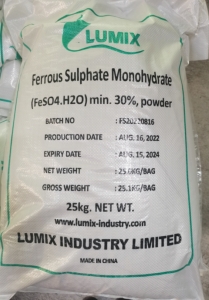 LUMIX
Ferrous Sulphate Monohydrate
(FeSO4.H2O) min. 30%, powder
BATCH NO : FS20220816
PRODUCTION DATE : AUG. 16, 2022
EXPIRY DATE : AUG. 15, 2024
NET WEIGHT : 25.0KG/BAG
GROSS WEIGHT : 25.1KG/BAG
25kg. NET WT.
www.lumix-industry.com
LUMIX INDUSTRY LIMITED
MADE IN CHINA